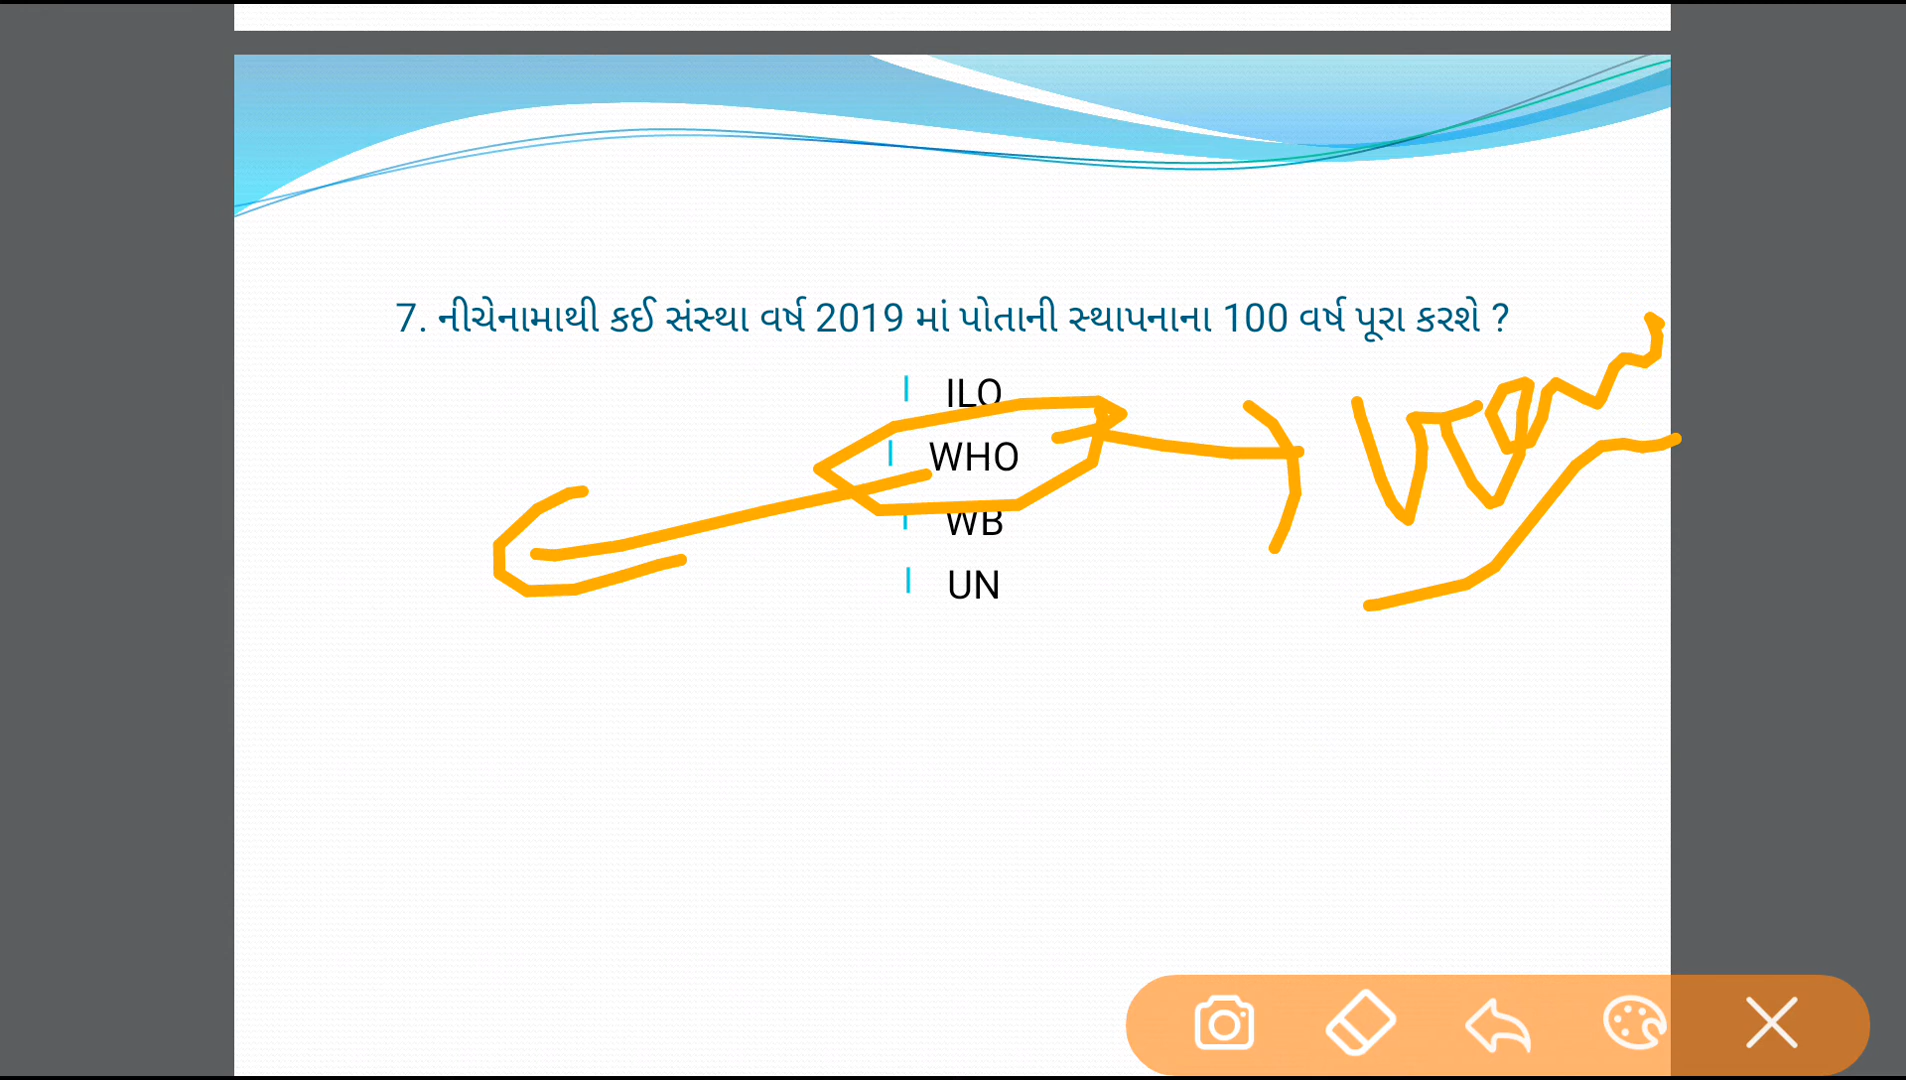 7. નીચેનામાથી કઈ સંસ્થા વર્ષ 2019 માં પોતાની સ્થાપનાના 100 વર્ષ પૂરા કરશે ?
ILO
WHO
WB
UN